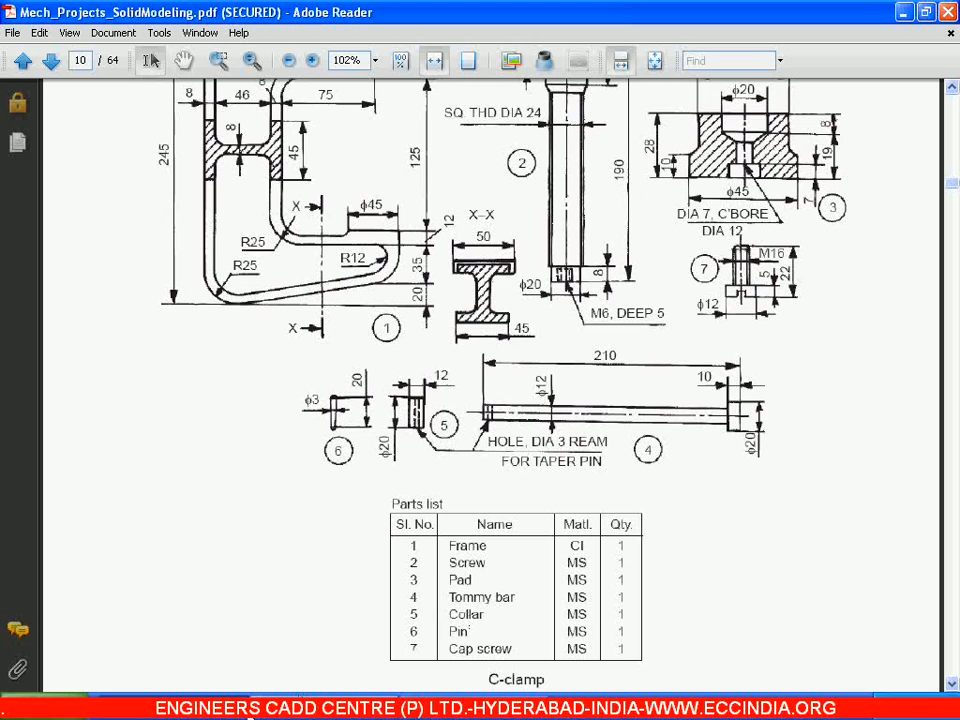 Mech_Projects_SolidModeling.pdf (SECURED) - Adobe Reader
File Edit View Document Tools Window Help
10 / 64
102%
Find
8 46 75
SQ. THD DIA 24
φ20
245
8
45
125
2
190
28
10
8
19
φ45
7
3
X
φ45
12
X–X
50
DIA 7, C'BORE
DIA 12
R25
R12
R25
35
20
φ20
8
7
M16
5
22
φ12
X
1
45
M6, DEEP 5
210
φ3
20
12
φ12
10
φ20
5
6
HOLE, DIA 3 REAM
FOR TAPER PIN
4
φ20
Parts list
Sl. No. Name Matl. Qty.
1 Frame CI 1
2 Screw MS 1
3 Pad MS 1
4 Tommy bar MS 1
5 Collar MS 1
6 Pin MS 1
7 Cap screw MS 1
C-clamp
ENGINEERS CADD CENTRE (P) LTD.-HYDERABAD-INDIA-WWW.ECCINDIA.ORG